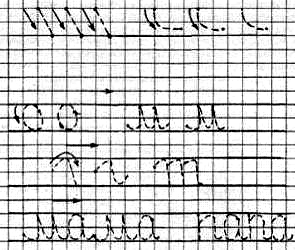 о о м м
г т
мама папа